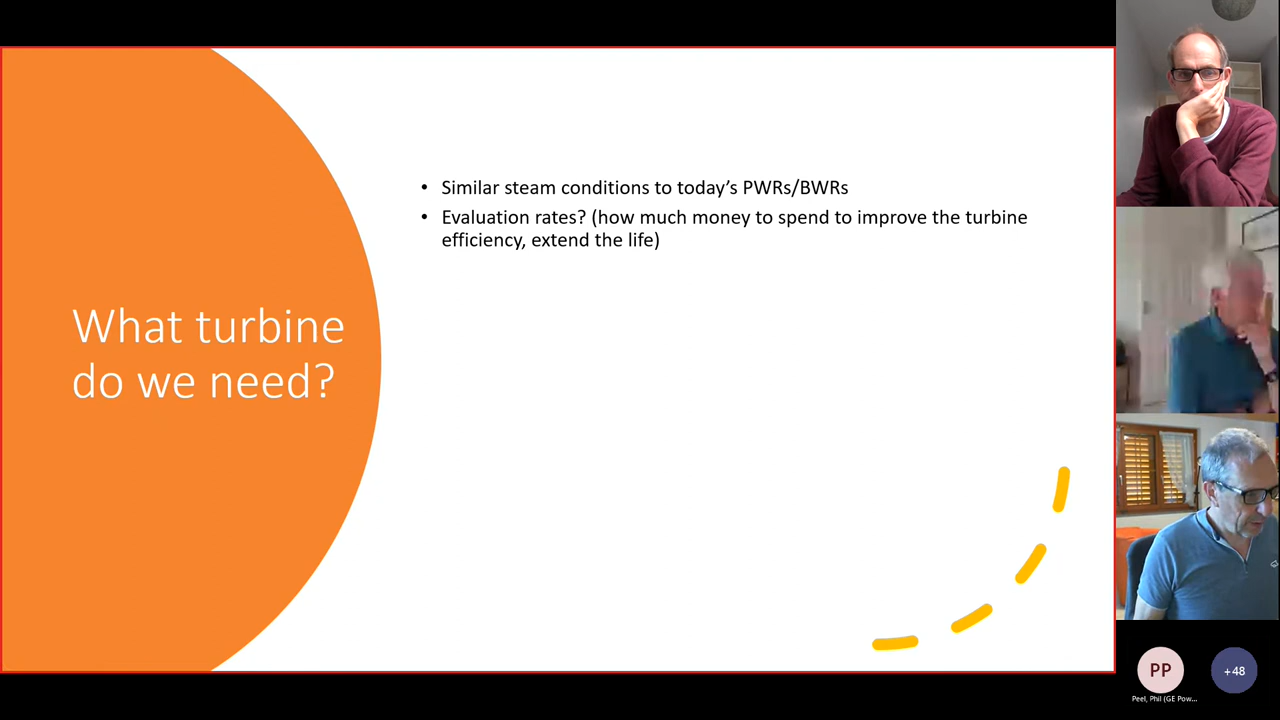 What turbine
do we need?
• Similar steam conditions to today's PWRs/BWRs
• Evaluation rates? (how much money to spend to improve the turbine
efficiency, extend the life)
PP
+48
Peel, Phil (GE Pow...